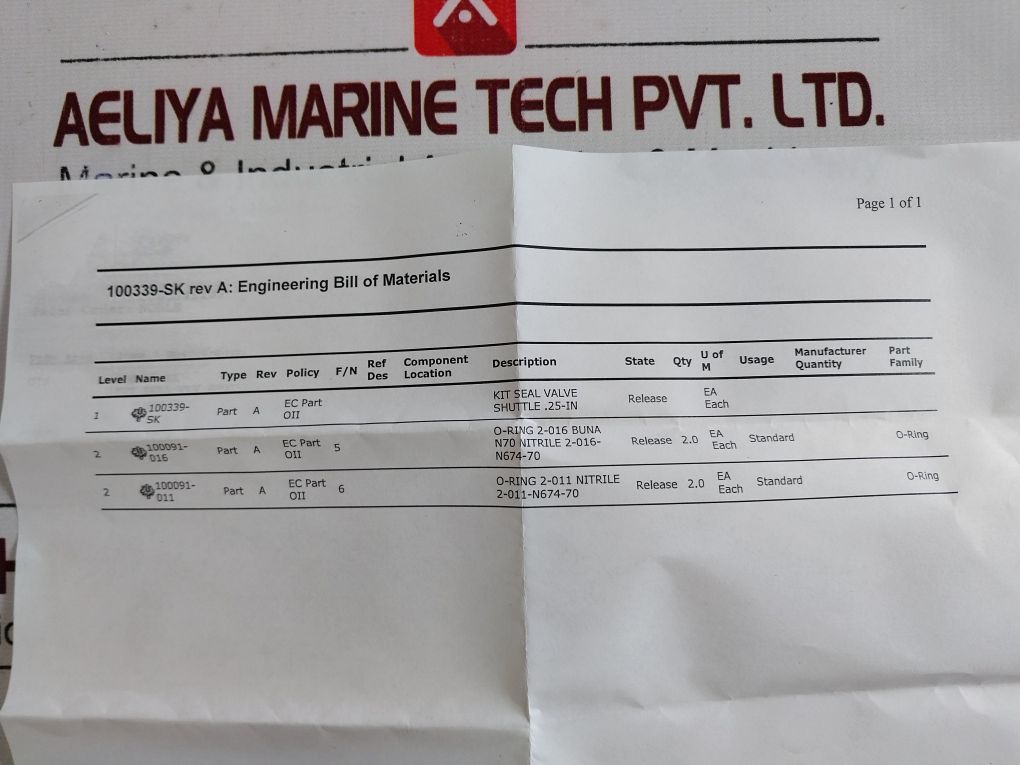 AELIYA MARINE TECH PVT. LTD.
Marine & Industrial
Page 1 of 1
100339-SK rev A: Engineering Bill of Materials
Level Name Type Rev Policy F/N Ref Des Component Location Description State Qty U of M Usage Manufacturer Quantity Part Family
1 100339-SK Part A EC Part OII KIT SEAL VALVE SHUTTLE .25-IN Release EA Each
2 100091-016 Part A EC Part OII 5 O-RING 2-016 BUNA N70 NITRILE 2-016-N674-70 Release 2.0 EA Each Standard O-Ring
2 100091-011 Part A EC Part OII 6 O-RING 2-011 NITRILE 2-011-N674-70 Release 2.0 EA Each Standard O-Ring